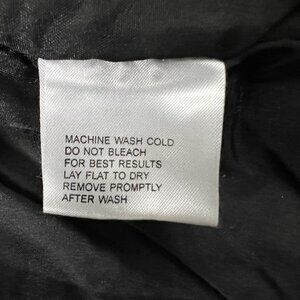 MACHINE WASH COLD
DO NOT BLEACH
FOR BEST RESULTS
LAY FLAT TO DRY
REMOVE PROMPTLY
AFTER WASH